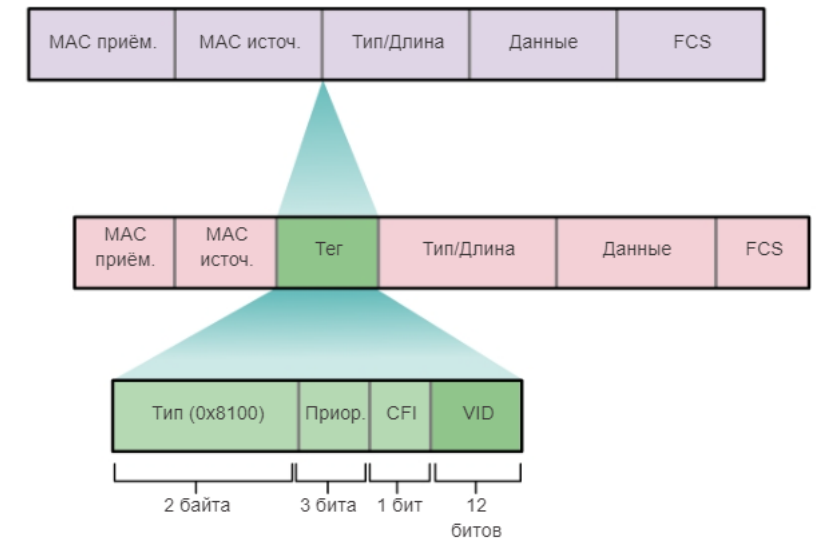 MAC приём.
MAC источ.
Тип/Длина
Данные
FCS
MAC
приём.
MAC
источ.
Тег
Тип/Длина
Данные
FCS
Тип (0x8100)
Приор.
CFI
VID
2 байта
3 бита
1 бит
12
битов